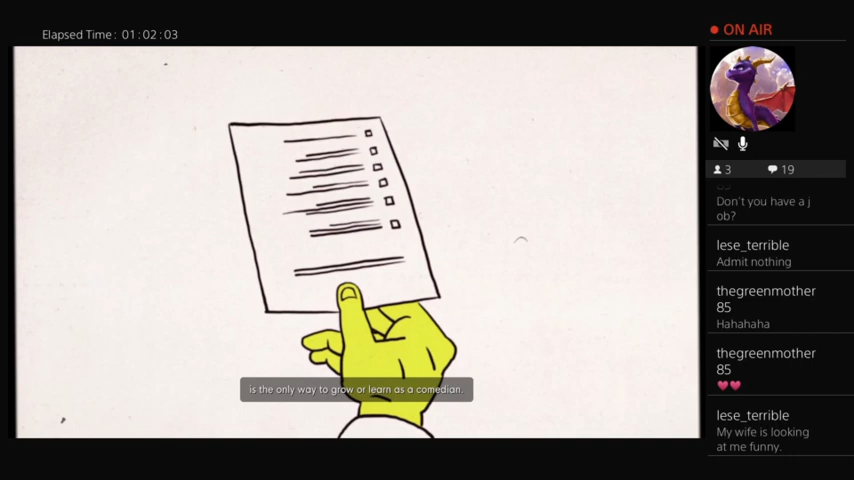 Elapsed Time: 01:02:03
ON AIR
3
19
Don't you have a j
ob?
lese_terrible
Admit nothing
thegreenmother
85
Hahahaha
thegreenmother
85
lese_terrible
My wife is looking
at me funny.
is the only way to grow or learn as a comedian.